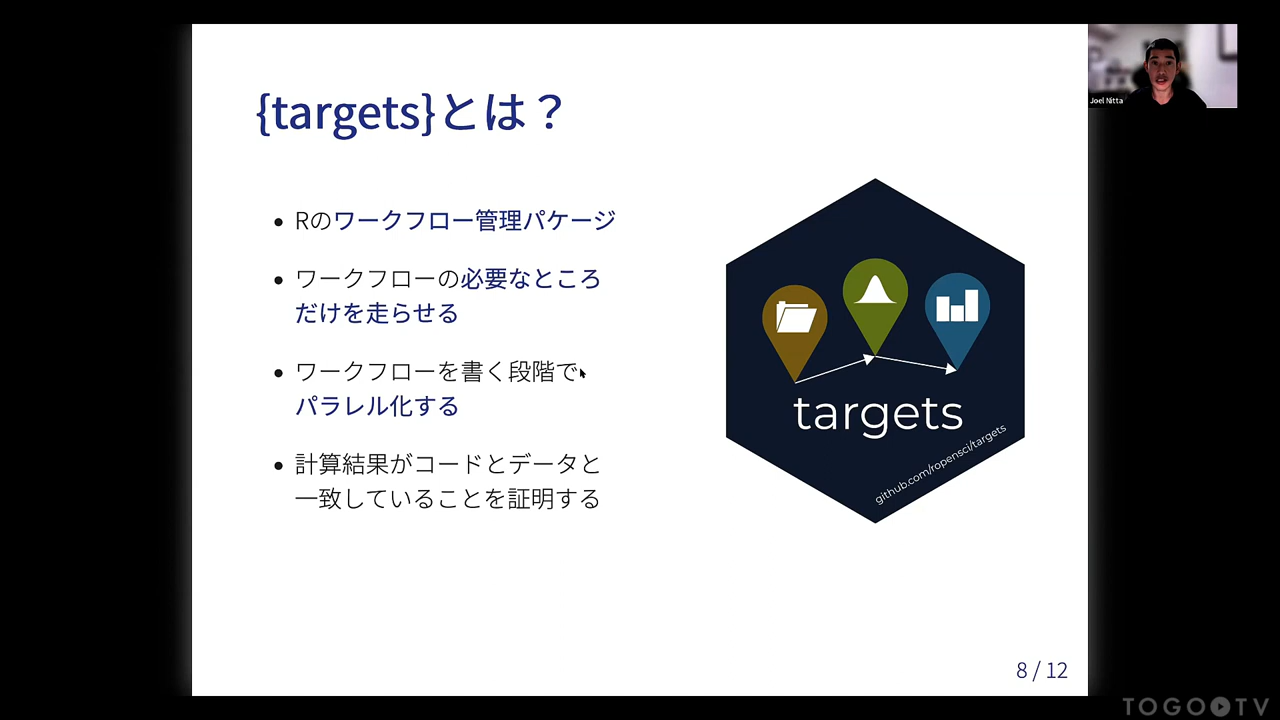 {targets}とは？
Rのワークフロー管理パケージ
ワークフローの必要なところ
だけを走らせる
ワークフローを書く段階で
パラレル化する
計算結果がコードとデータと
一致していることを証明する
targets
github.com/ropensci/targets
8 / 12
Joel Nitta
TOGO TV